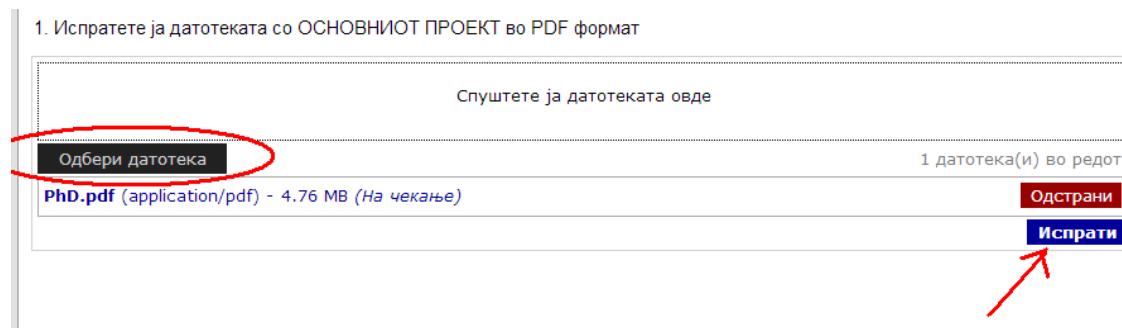 1. Испратете ја датотеката со ОСНОВНИОТ ПРОЕКТ во PDF формат
Спуштете ја датотеката овде
Одбери датотека 1 датотека(и) во редот
PhD.pdf (application/pdf) - 4.76 MB (На чекање) Одстрани
Испрати